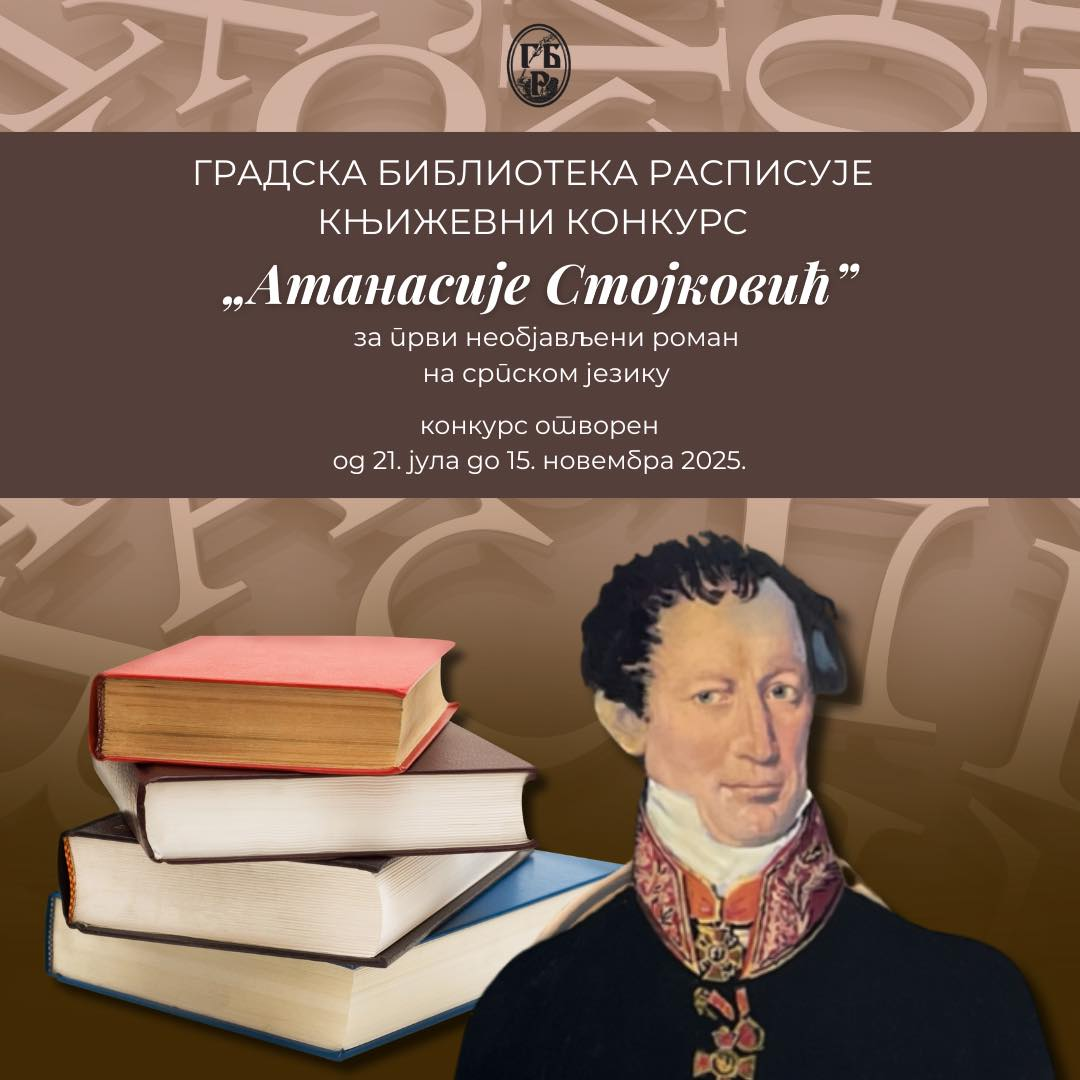 ГБ
Р
ГРАДСКА БИБЛИОТЕКА РАСПИСУЈЕ
КЊИЖЕВНИ КОНКУРС
„Атанасије Стојковић”
за први необјављени роман
на српском језику
конкурс отворен
од 21. јула до 15. новембра 2025.